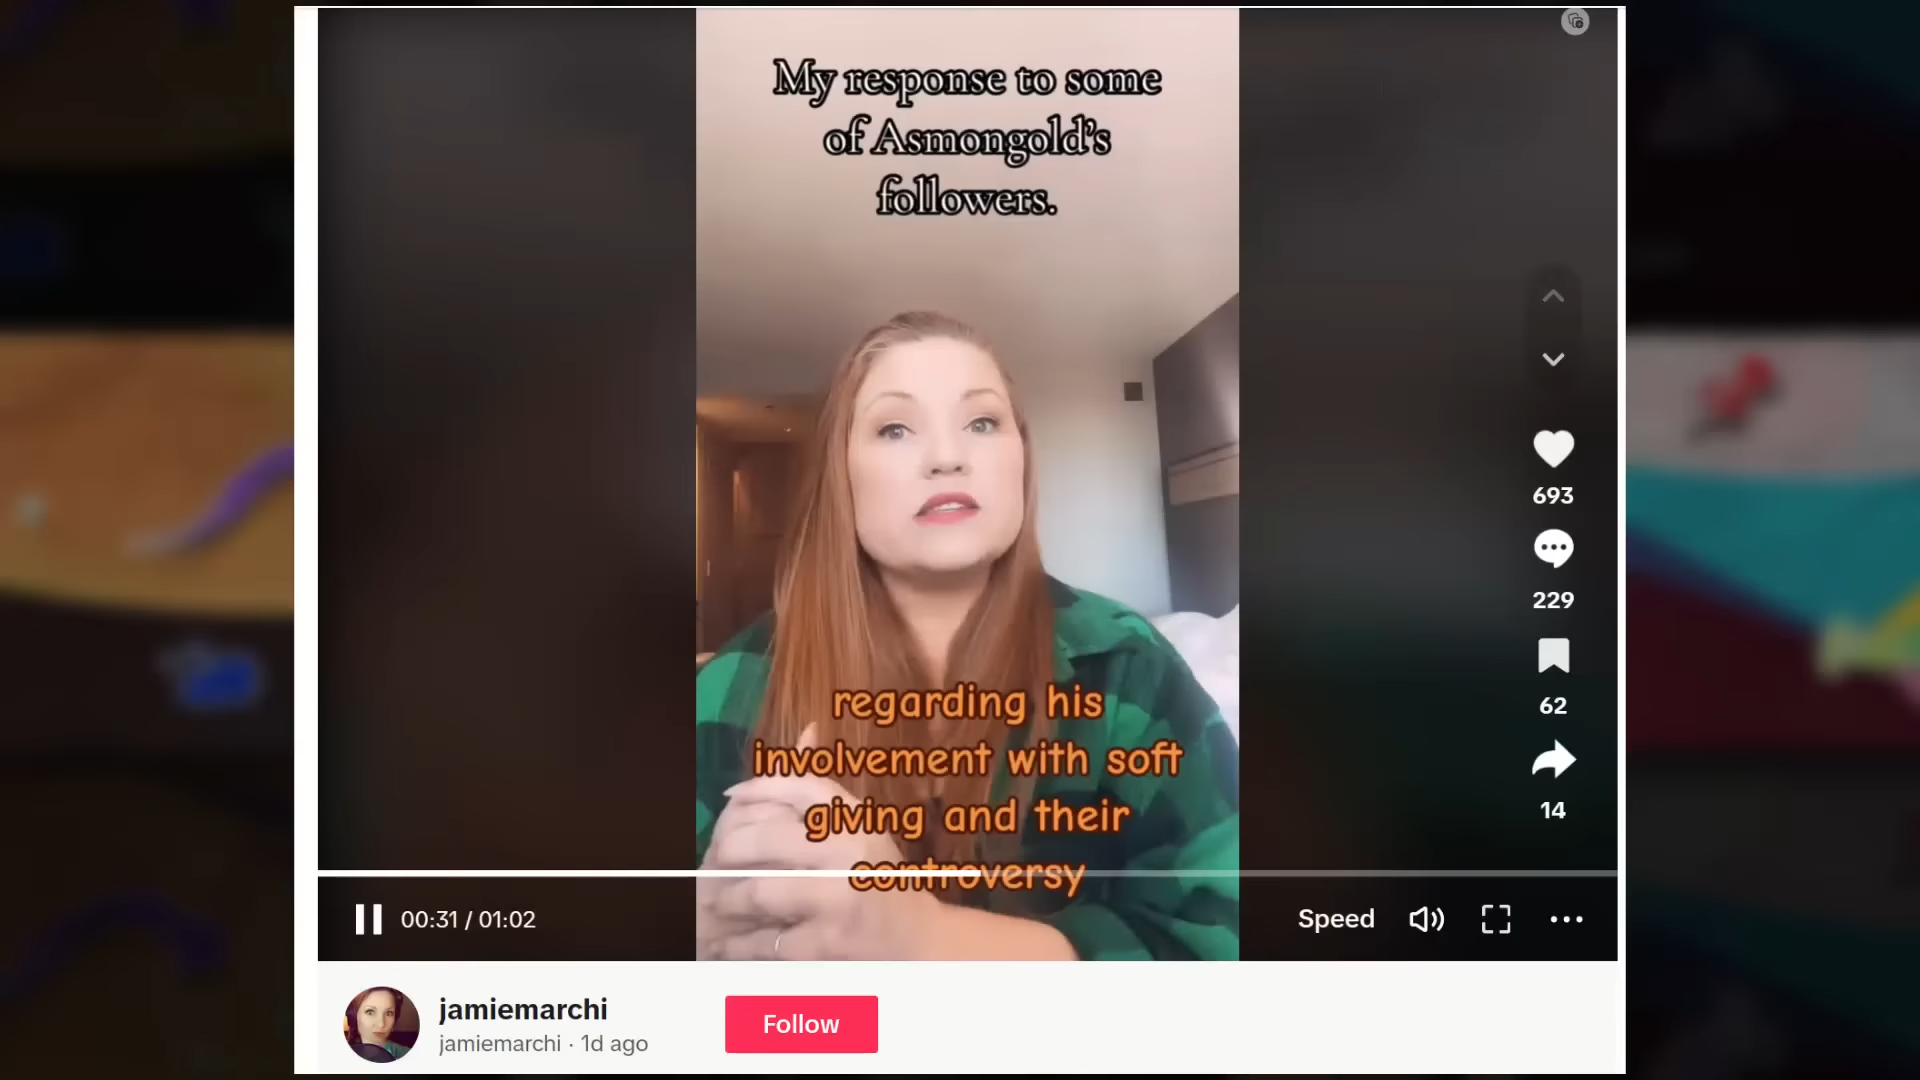 My response to some
of Asmongold's
followers.
regarding his
involvement with soft
giving and their
controversy
693
229
62
14
00:31 / 01:02
Speed
jamiemarchi
jamiemarchi · 1d ago
Follow